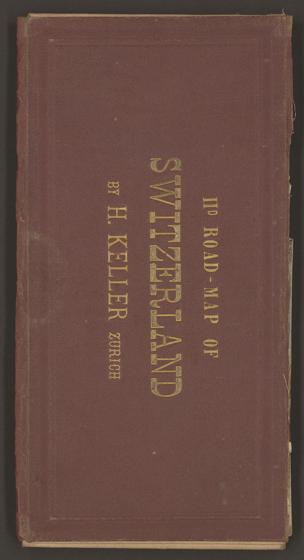 IID ROAD-MAP OF
SWITZERLAND
BY H. KELLER ZURICH